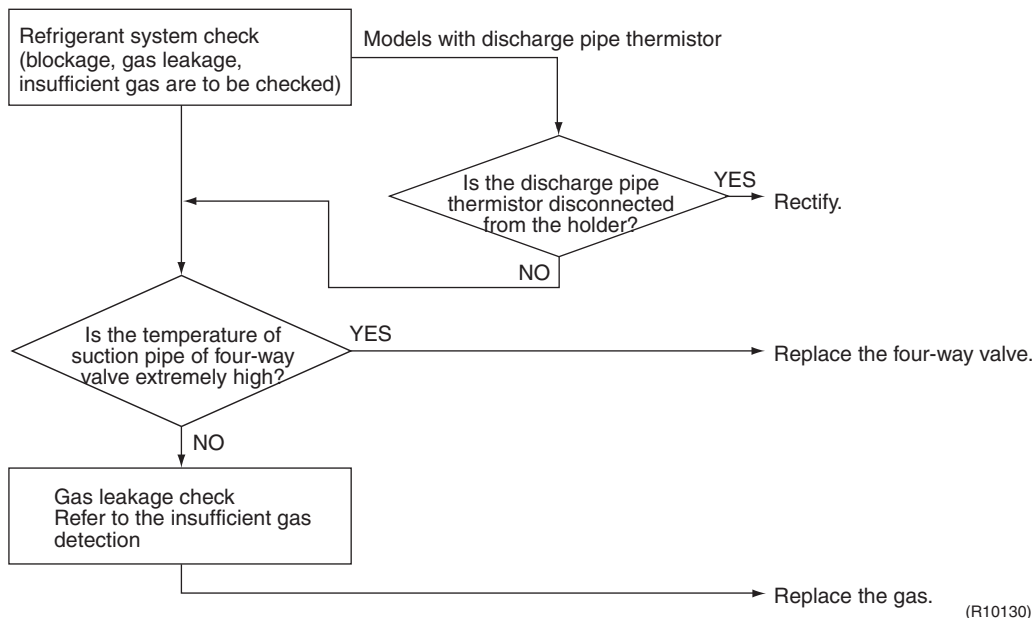 Refrigerant system check
(blockage, gas leakage,
insufficient gas are to be checked)
Models with discharge pipe thermistor
Is the discharge pipe
thermistor disconnected
from the holder?
YES
Rectify.
NO
Is the temperature of
suction pipe of four-way
valve extremely high?
YES
Replace the four-way valve.
NO
Gas leakage check
Refer to the insufficient gas
detection
Replace the gas.
(R10130)